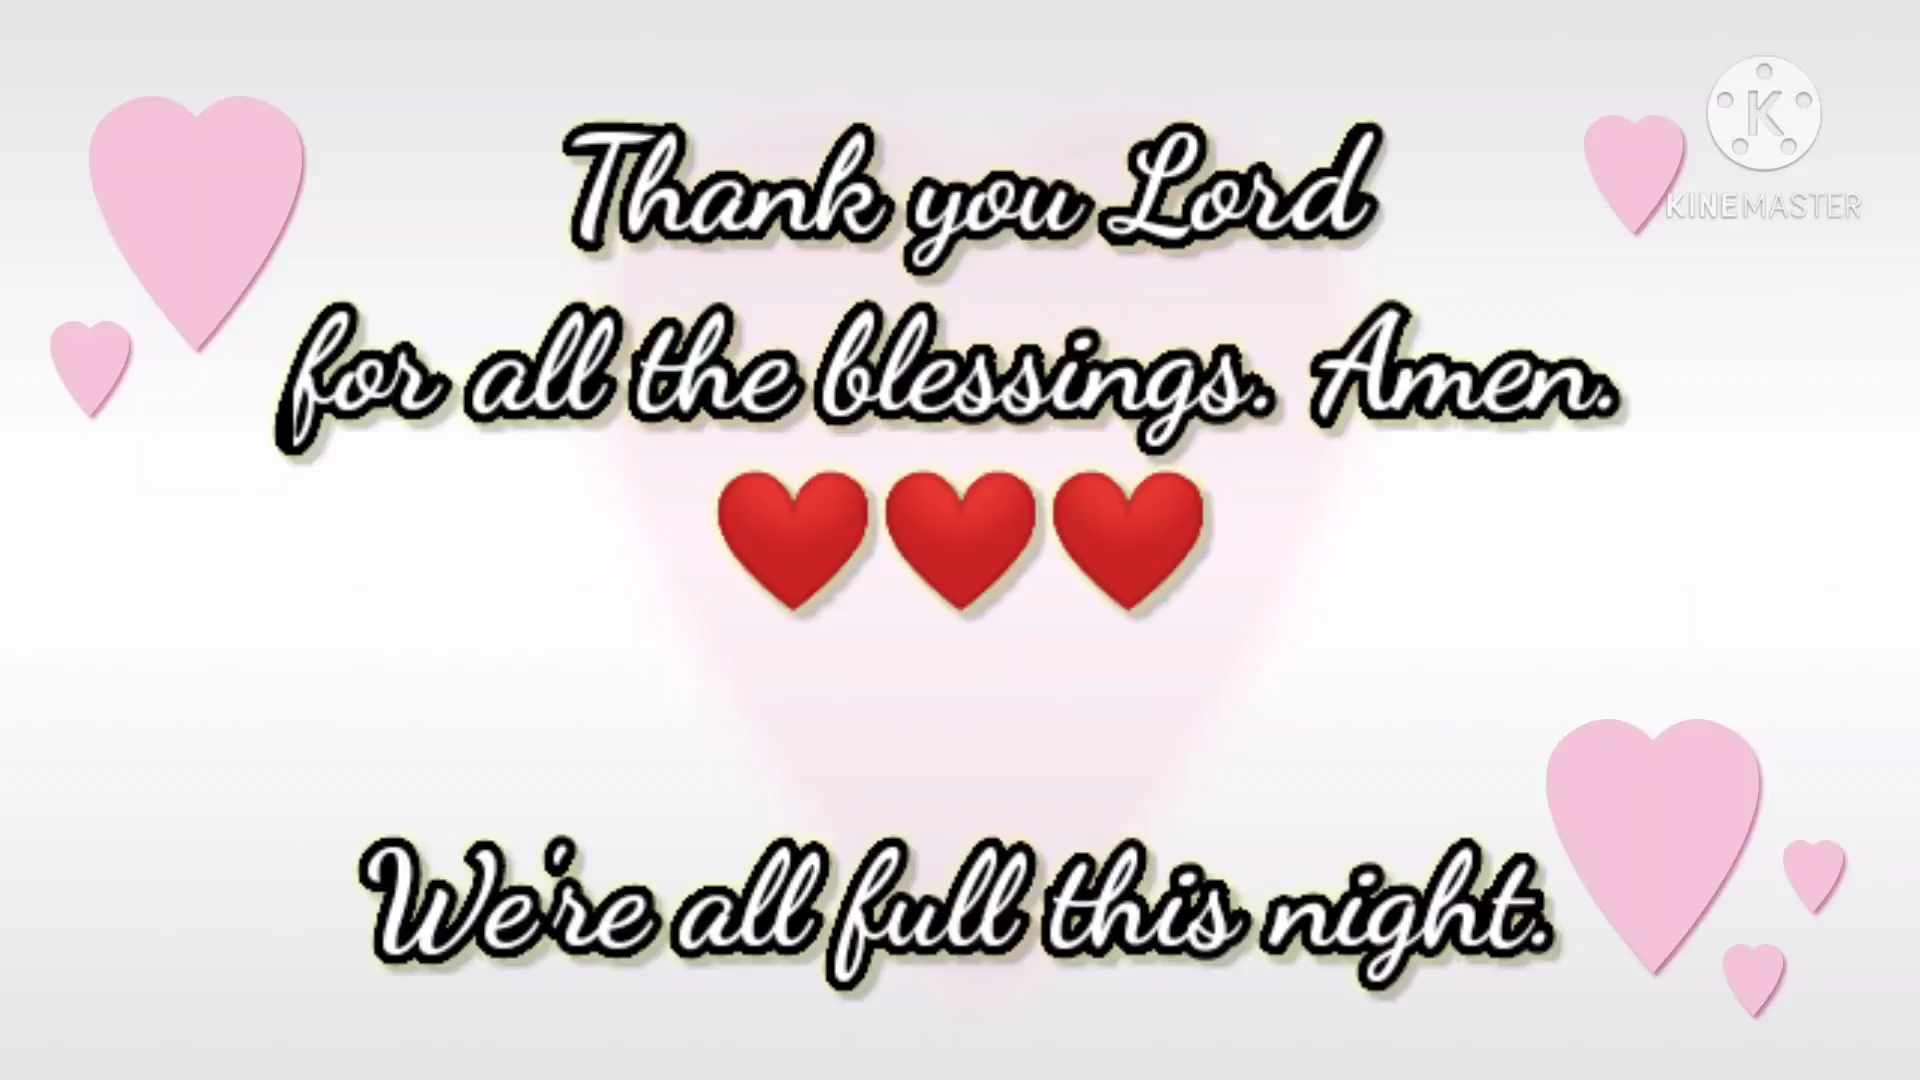 Thank you Lord
for all the blessings. Amen.
❤️❤️❤️
We're all full this night.
K
KINEMASTER